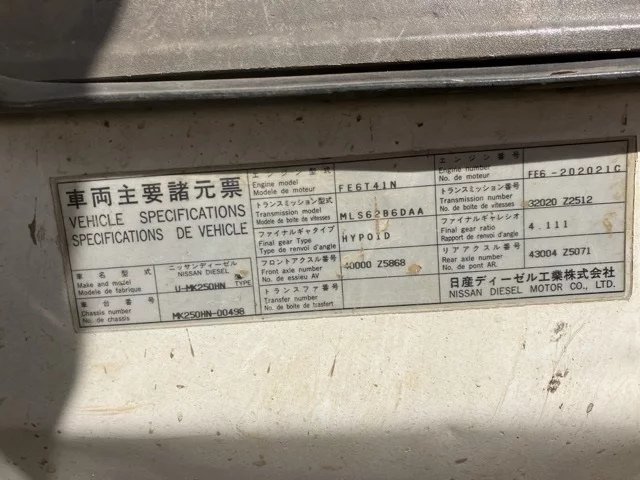 車両主要諸元票
VEHICLE SPECIFICATIONS
SPECIFICATIONS DE VEHICLE
車名型式
Make and model
Modele de fabrique
ニッサンディーゼル
NISSAN DIESEL
U-MK250HN TYPE
車台番号
Chassis number
No. de chassis
MK250HN-00498
エンジン型式
Engine model
Modele de moteur
FE6T41N
トランスミッション型式
Transmission model
Modele de boite de vitesses
MLS62B6DAA
ファイナルギヤタイプ
Final gear Type
Type de renvoi d'angle
HYPOID
フロントアクスル番号
Front axle number
No de essieu AV
40000 Z5868
トランスファ番号
Transfer number
No de boite de tzasfert
エンジン番号
Engine number
No. de moteur
FE6-202021C
トランスミッション番号
Transmission number
No de boite de vitesses
32020 Z2512
ファイナルギャレシオ
Final gear ratio
Rapport de renvoi d'angle
4.111
リアアクスル番号
Rear axle number
No. de pont AR.
43004 Z5071
日産ディーゼル工業株式会社
NISSAN DIESEL MOTOR CO., LTD.